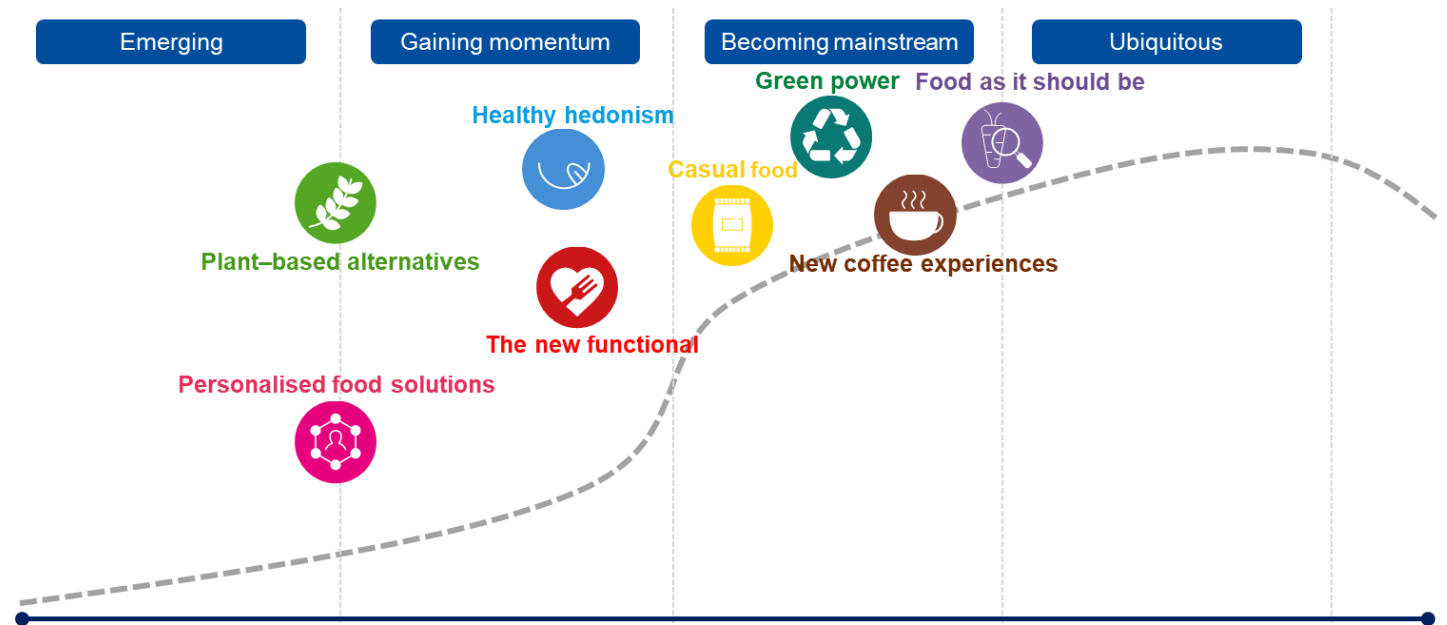 Emerging
Gaining momentum
Becoming mainstream
Ubiquitous
Green power
Food as it should be
Healthy hedonism
Casual food
Plant–based alternatives
New coffee experiences
The new functional
Personalised food solutions